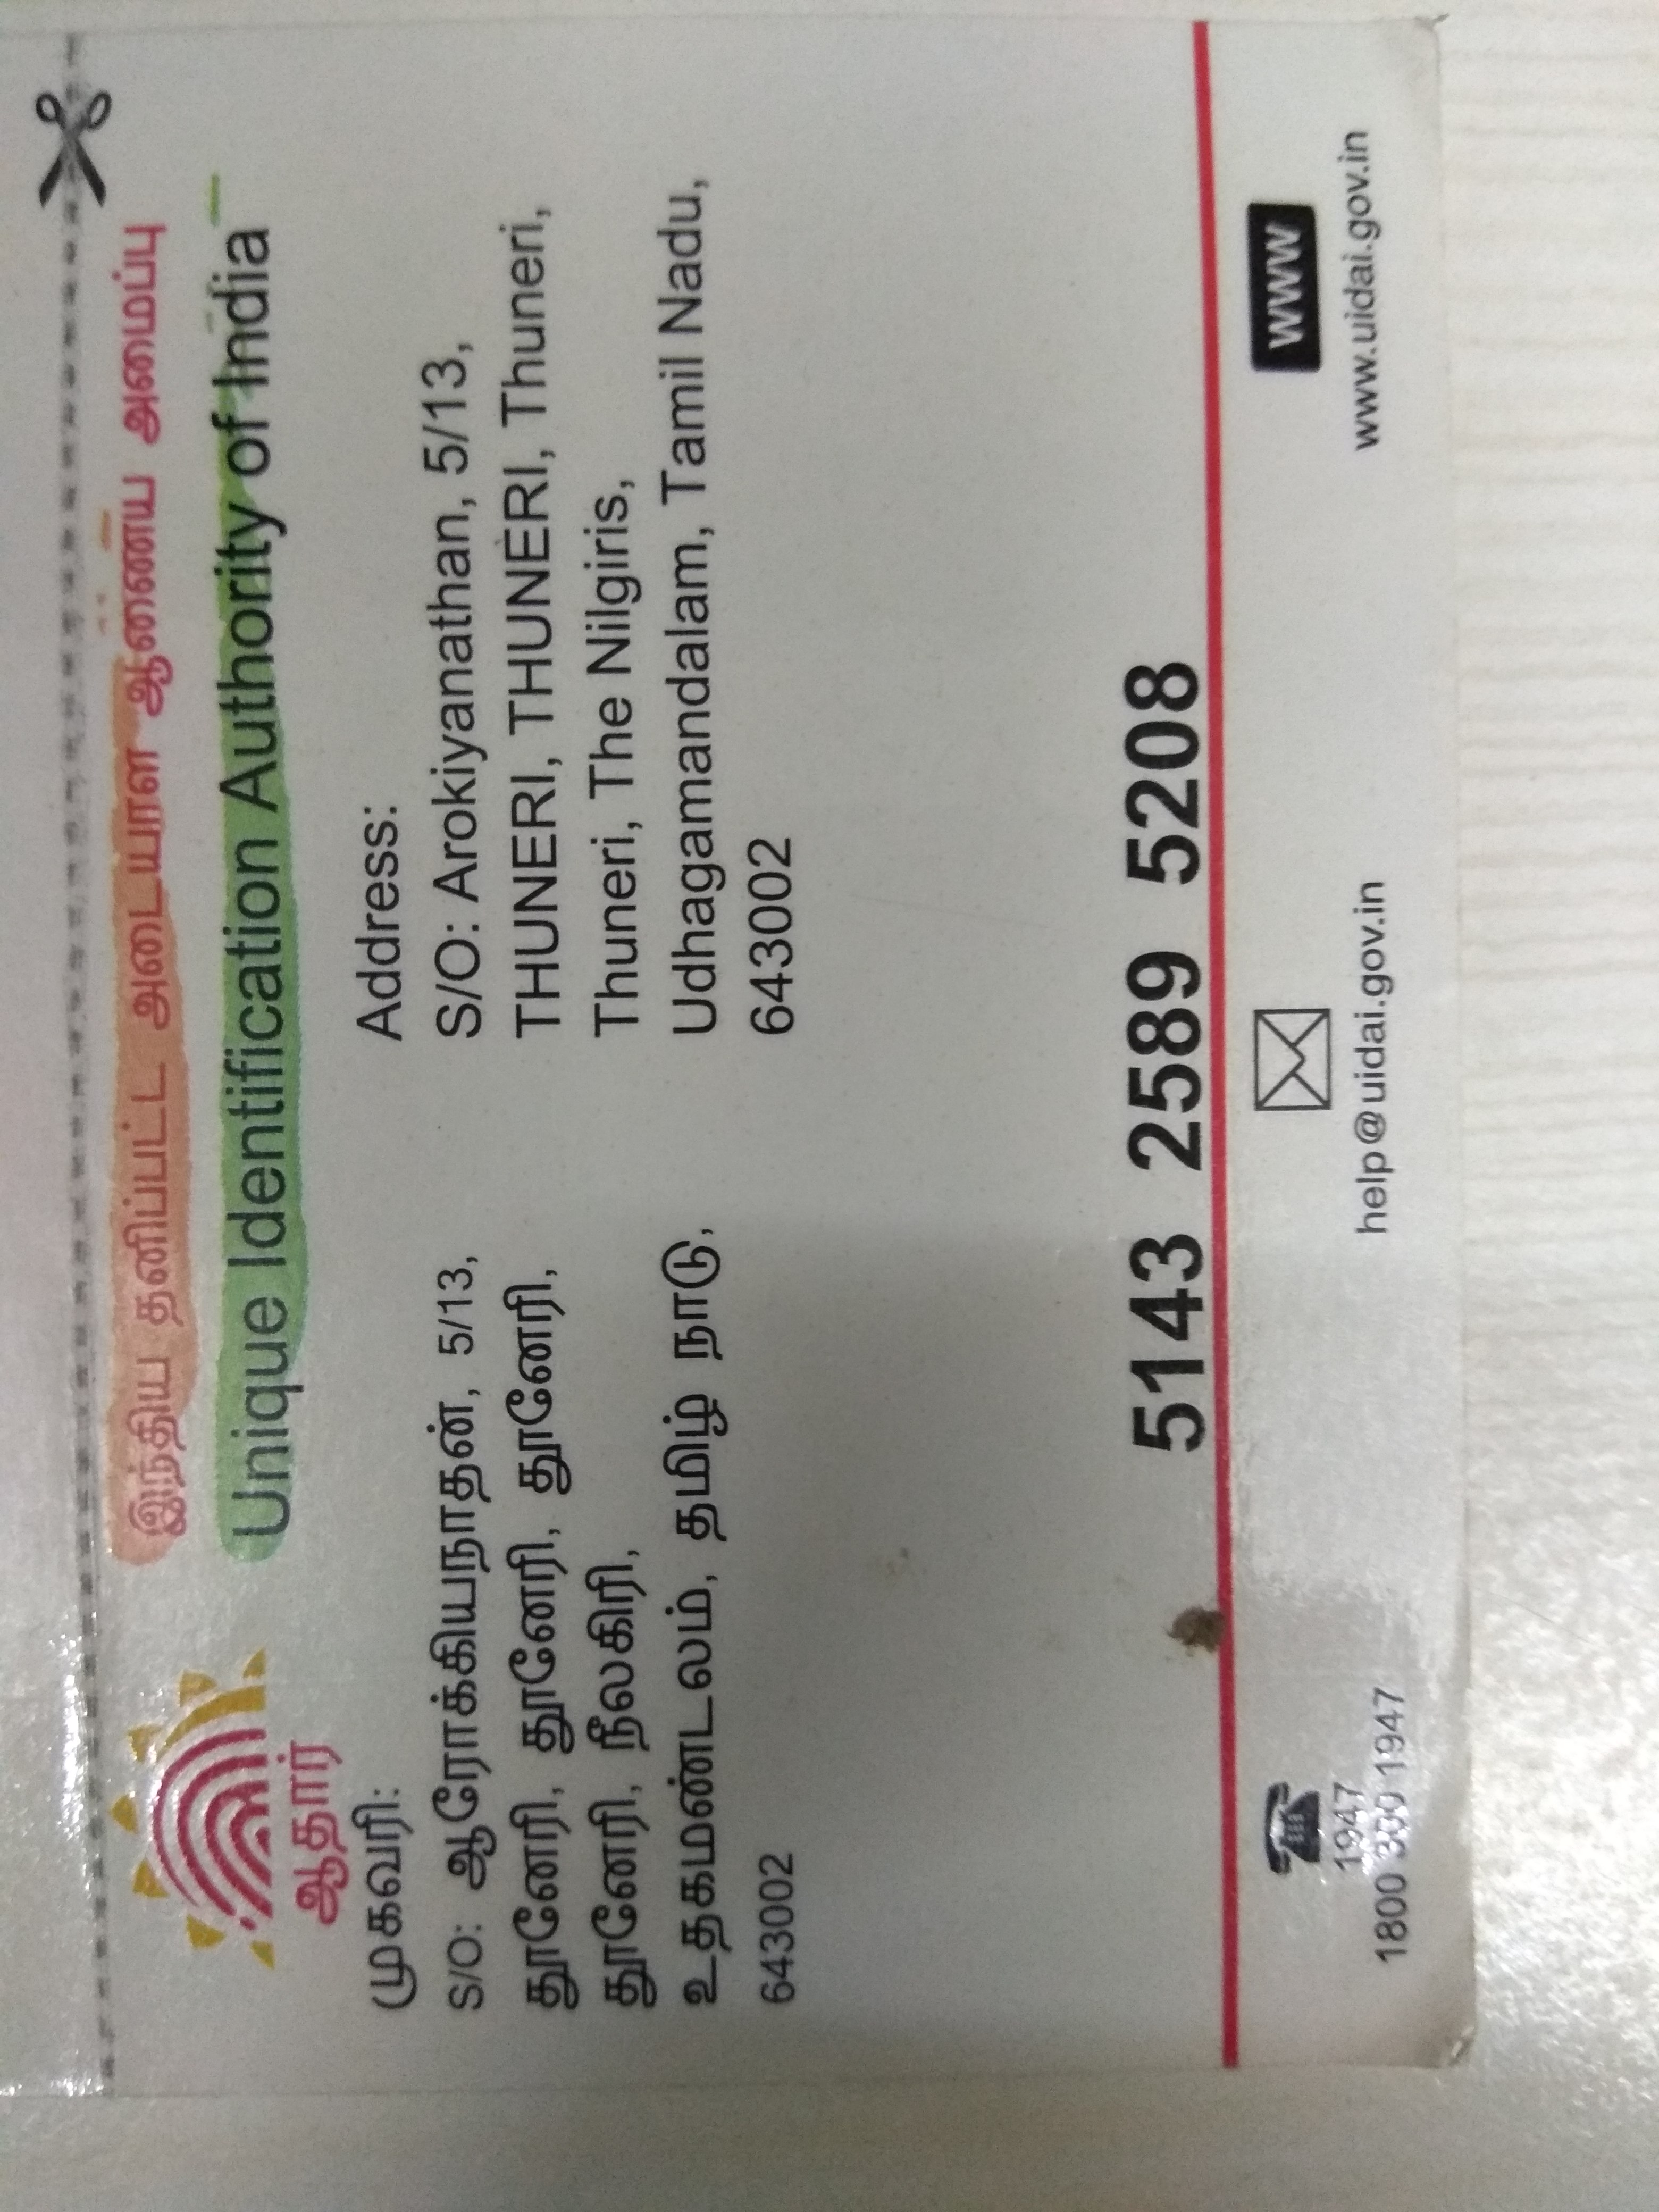 இந்திய தனிப்பட்ட அடையாள ஆணைய அமைப்பு
Unique Identification Authority of India
ஆதார்
முகவரி:
S/O: ஆரோக்கியநாதன், 5/13,
தூனேரி, தூனேரி, தூனேரி,
தூனேரி, நீலகிரி,
உதகமண்டலம், தமிழ் நாடு,
643002
Address:
S/O: Arokiyanathan, 5/13,
THUNERI, THUNERI, Thuneri,
Thuneri, The Nilgiris,
Udhagamandalam, Tamil Nadu,
643002
5143 2589 5208
1947
1800 300 1947
help@uidai.gov.in
www
www.uidai.gov.in